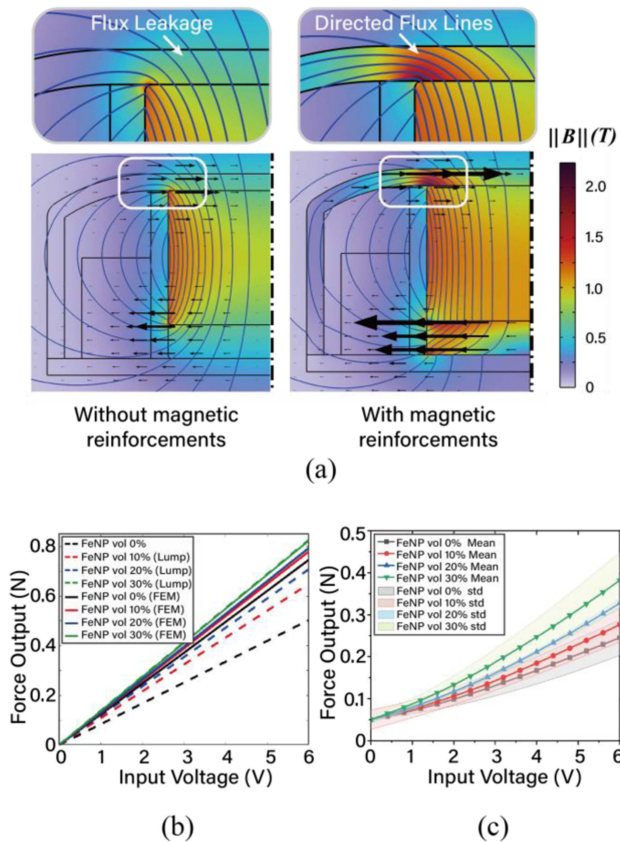 Flux Leakage
Directed Flux Lines
||B||(T)
2.0
1.5
1.0
0.5
0
Without magnetic
reinforcements
With magnetic
reinforcements
(a)
Force Output (N)
0.8
0.6
0.4
0.2
0
FeNP vol 0%
FeNP vol 10% (Lump)
FeNP vol 20% (Lump)
FeNP vol 30% (Lump)
FeNP vol 0% (FEM)
FeNP vol 10% (FEM)
FeNP vol 20% (FEM)
FeNP vol 30% (FEM)
0 1 2 3 4 5 6
Input Voltage (V)
(b)
Force Output (N)
0.5
0.4
0.3
0.2
0.1
0
FeNP vol 0% Mean
FeNP vol 10% Mean
FeNP vol 20% Mean
FeNP vol 30% Mean
FeNP vol 0% std
FeNP vol 10% std
FeNP vol 20% std
FeNP vol 30% std
0 1 2 3 4 5 6
Input Voltage (V)
(c)